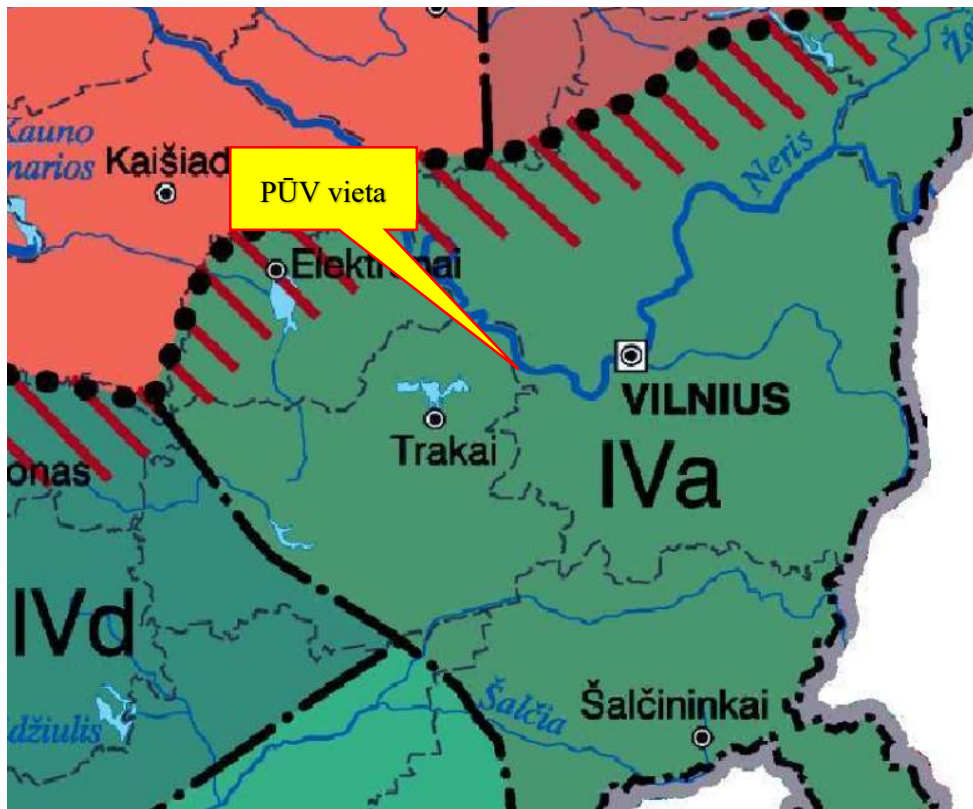 Kauno
marios
Kaišiad
PŪV vieta
Neris
Elektrėnai
VILNIUS
Trakai
IVa
onas
IVd
Šalčia
Šalčininkai
džiulis